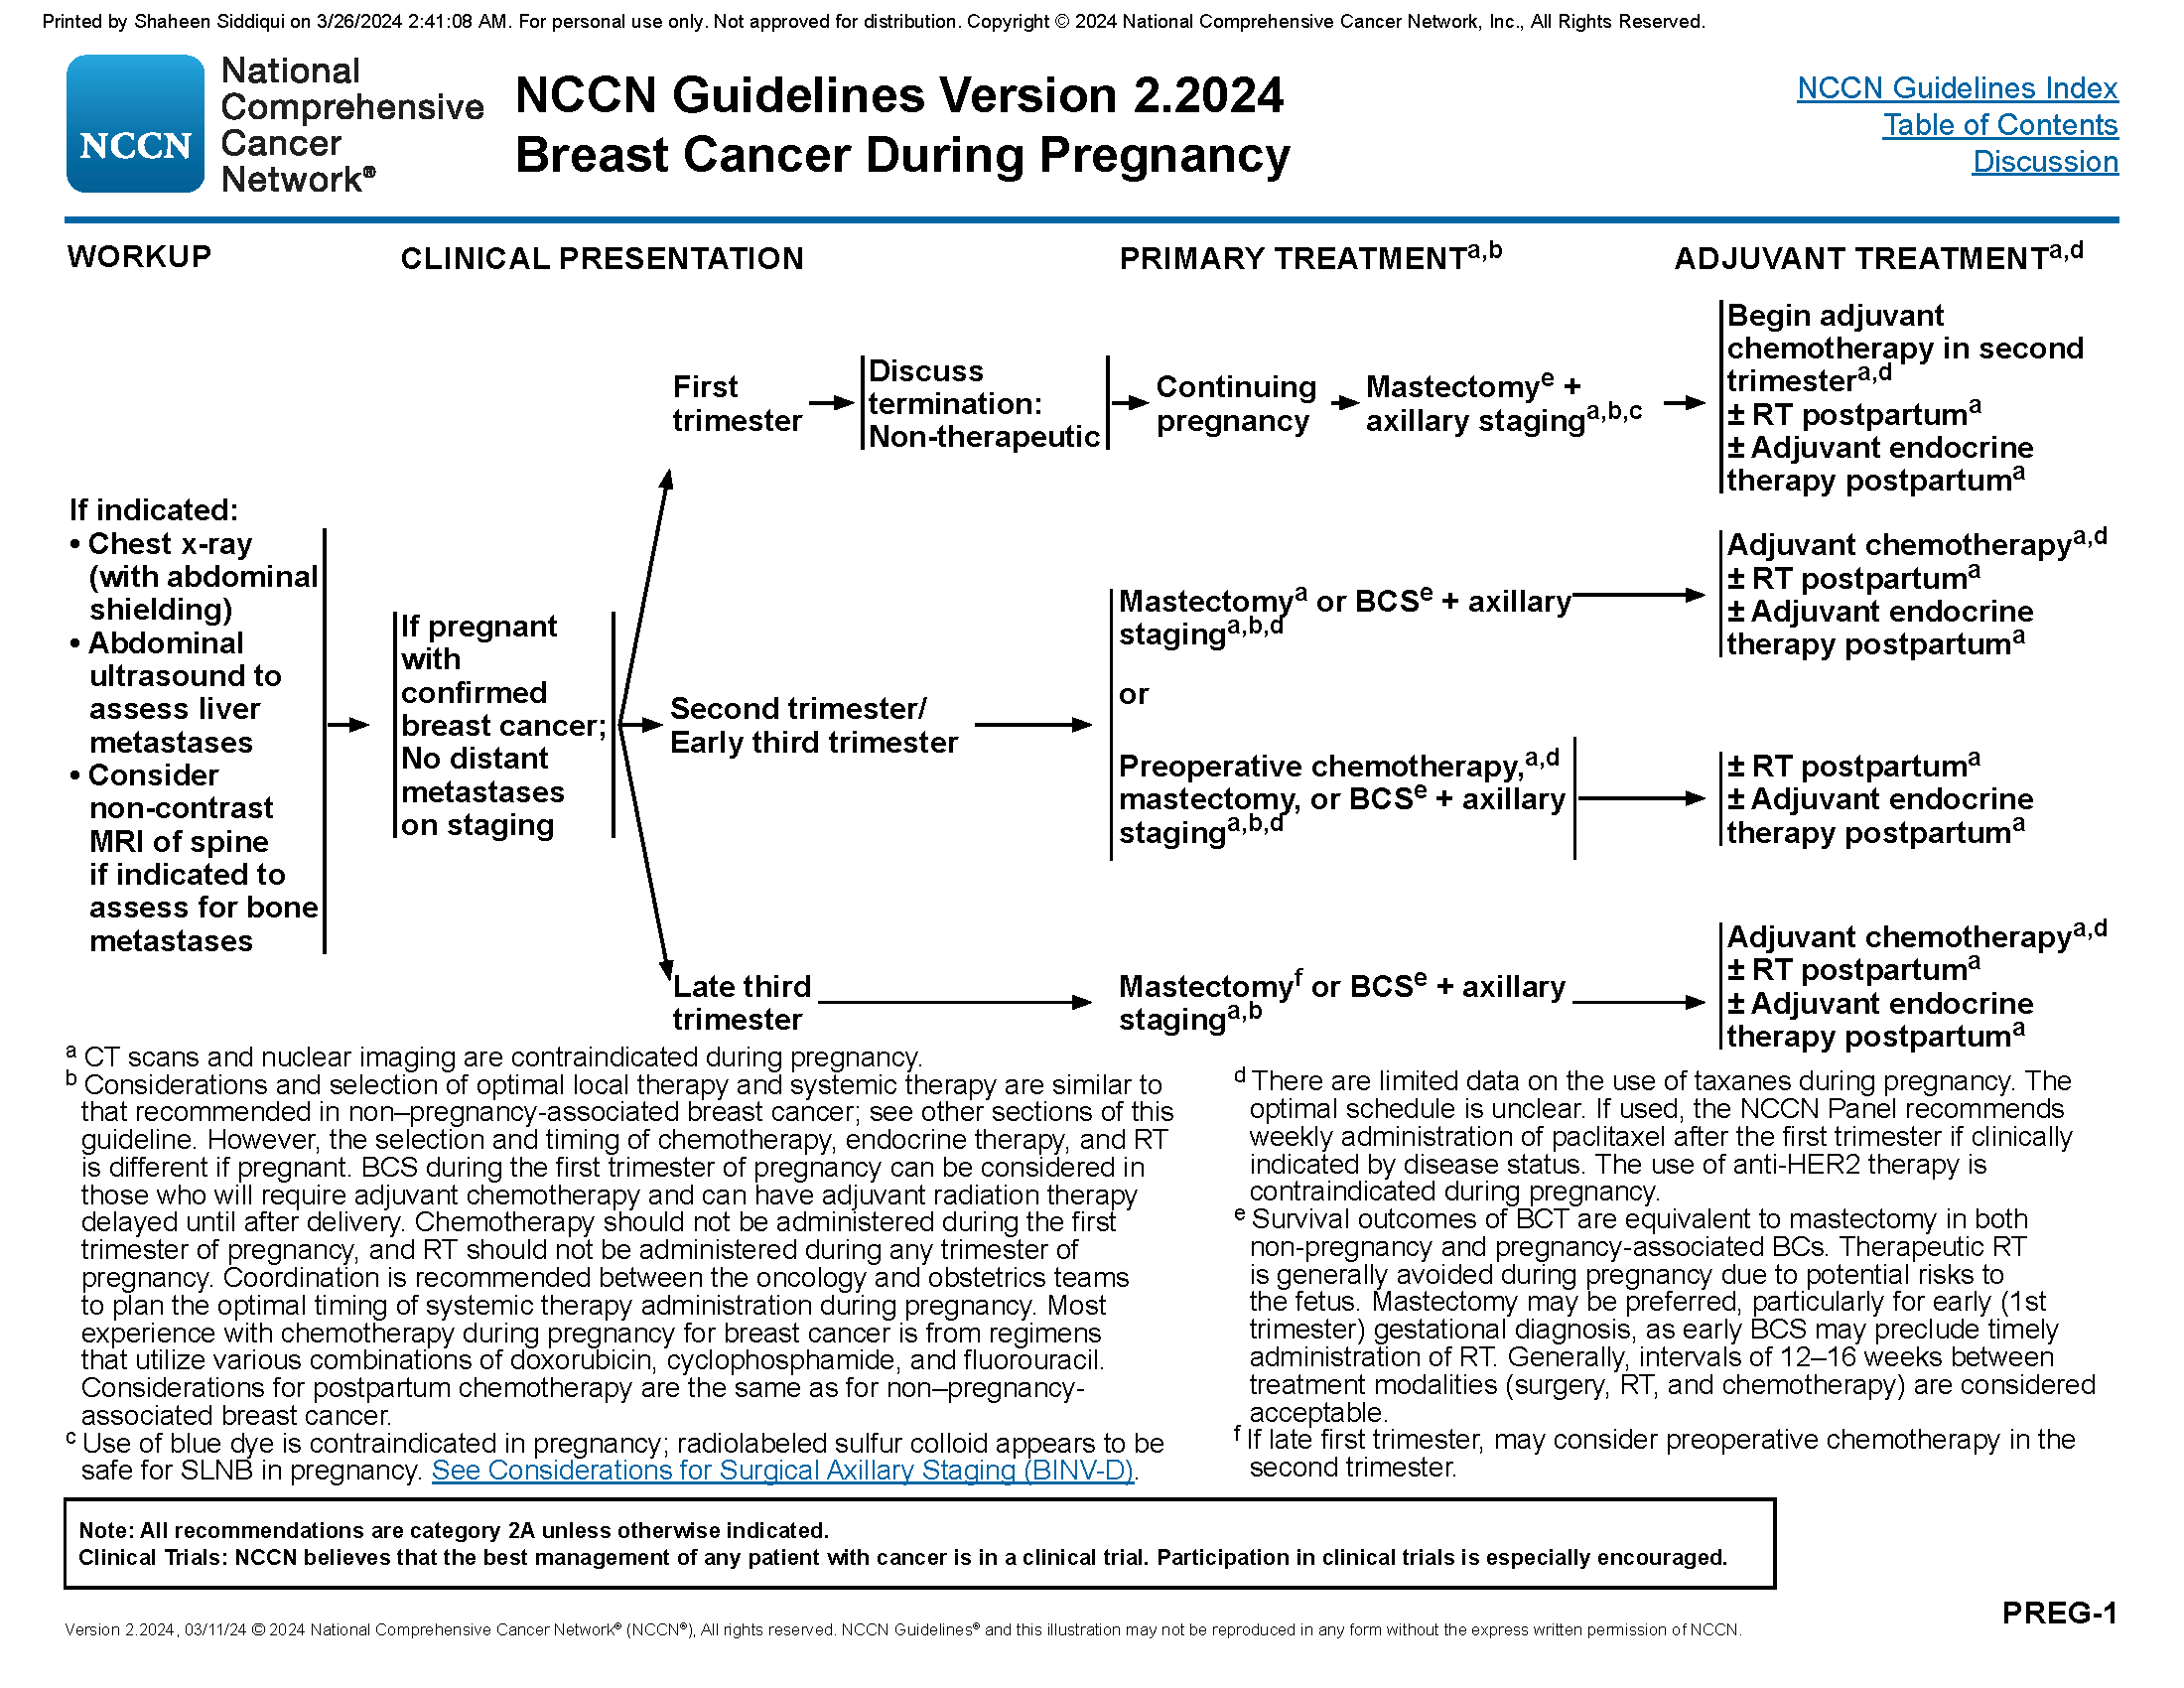 Printed by Shaheen Siddiqui on 3/26/2024 2:41:08 AM. For personal use only. Not approved for distribution. Copyright © 2024 National Comprehensive Cancer Network, Inc., All Rights Reserved.
NCCN
National
Comprehensive
Cancer
Network®
NCCN Guidelines Version 2.2024
Breast Cancer During Pregnancy
NCCN Guidelines Index
Table of Contents
Discussion
WORKUP
If indicated:
• Chest x-ray
(with abdominal
shielding)
• Abdominal
ultrasound to
assess liver
metastases
• Consider
non-contrast
MRI of spine
if indicated to
assess for bone
metastases
CLINICAL PRESENTATION
If pregnant
with
confirmed
breast cancer;
No distant
metastases
on staging
First
trimester
Discuss
termination:
Non-therapeutic
Second trimester/
Early third trimester
Late third
trimester
PRIMARY TREATMENTa,b
Continuing
pregnancy
Mastectomye +
axillary staginga,b,c
Mastectomya or BCSe + axillary
staginga,b,d
or
Preoperative chemotherapy,a,d
mastectomy, or BCSe + axillary
staginga,b,d
Mastectomyf or BCSe + axillary
staginga,b
ADJUVANT TREATMENTa,d
Begin adjuvant
chemotherapy in second
trimestera,d
± RT postpartuma
± Adjuvant endocrine
therapy postpartuma
Adjuvant chemotherapya,d
± RT postpartuma
± Adjuvant endocrine
therapy postpartuma
± RT postpartuma
± Adjuvant endocrine
therapy postpartuma
Adjuvant chemotherapya,d
± RT postpartuma
± Adjuvant endocrine
therapy postpartuma
a CT scans and nuclear imaging are contraindicated during pregnancy.
b Considerations and selection of optimal local therapy and systemic therapy are similar to
that recommended in non–pregnancy-associated breast cancer; see other sections of this
guideline. However, the selection and timing of chemotherapy, endocrine therapy, and RT
is different if pregnant. BCS during the first trimester of pregnancy can be considered in
those who will require adjuvant chemotherapy and can have adjuvant radiation therapy
delayed until after delivery. Chemotherapy should not be administered during the first
trimester of pregnancy, and RT should not be administered during any trimester of
pregnancy. Coordination is recommended between the oncology and obstetrics teams
to plan the optimal timing of systemic therapy administration during pregnancy. Most
experience with chemotherapy during pregnancy for breast cancer is from regimens
that utilize various combinations of doxorubicin, cyclophosphamide, and fluorouracil.
Considerations for postpartum chemotherapy are the same as for non–pregnancy-
associated breast cancer.
c Use of blue dye is contraindicated in pregnancy; radiolabeled sulfur colloid appears to be
safe for SLNB in pregnancy. See Considerations for Surgical Axillary Staging (BINV-D).
d There are limited data on the use of taxanes during pregnancy. The
optimal schedule is unclear. If used, the NCCN Panel recommends
weekly administration of paclitaxel after the first trimester if clinically
indicated by disease status. The use of anti-HER2 therapy is
contraindicated during pregnancy.
e Survival outcomes of BCT are equivalent to mastectomy in both
non-pregnancy and pregnancy-associated BCs. Therapeutic RT
is generally avoided during pregnancy due to potential risks to
the fetus. Mastectomy may be preferred, particularly for early (1st
trimester) gestational diagnosis, as early BCS may preclude timely
administration of RT. Generally, intervals of 12–16 weeks between
treatment modalities (surgery, RT, and chemotherapy) are considered
acceptable.
f If late first trimester, may consider preoperative chemotherapy in the
second trimester.
Note: All recommendations are category 2A unless otherwise indicated.
Clinical Trials: NCCN believes that the best management of any patient with cancer is in a clinical trial. Participation in clinical trials is especially encouraged.
PREG-1
Version 2.2024, 03/11/24 © 2024 National Comprehensive Cancer Network® (NCCN®), All rights reserved. NCCN Guidelines® and this illustration may not be reproduced in any form without the express written permission of NCCN.